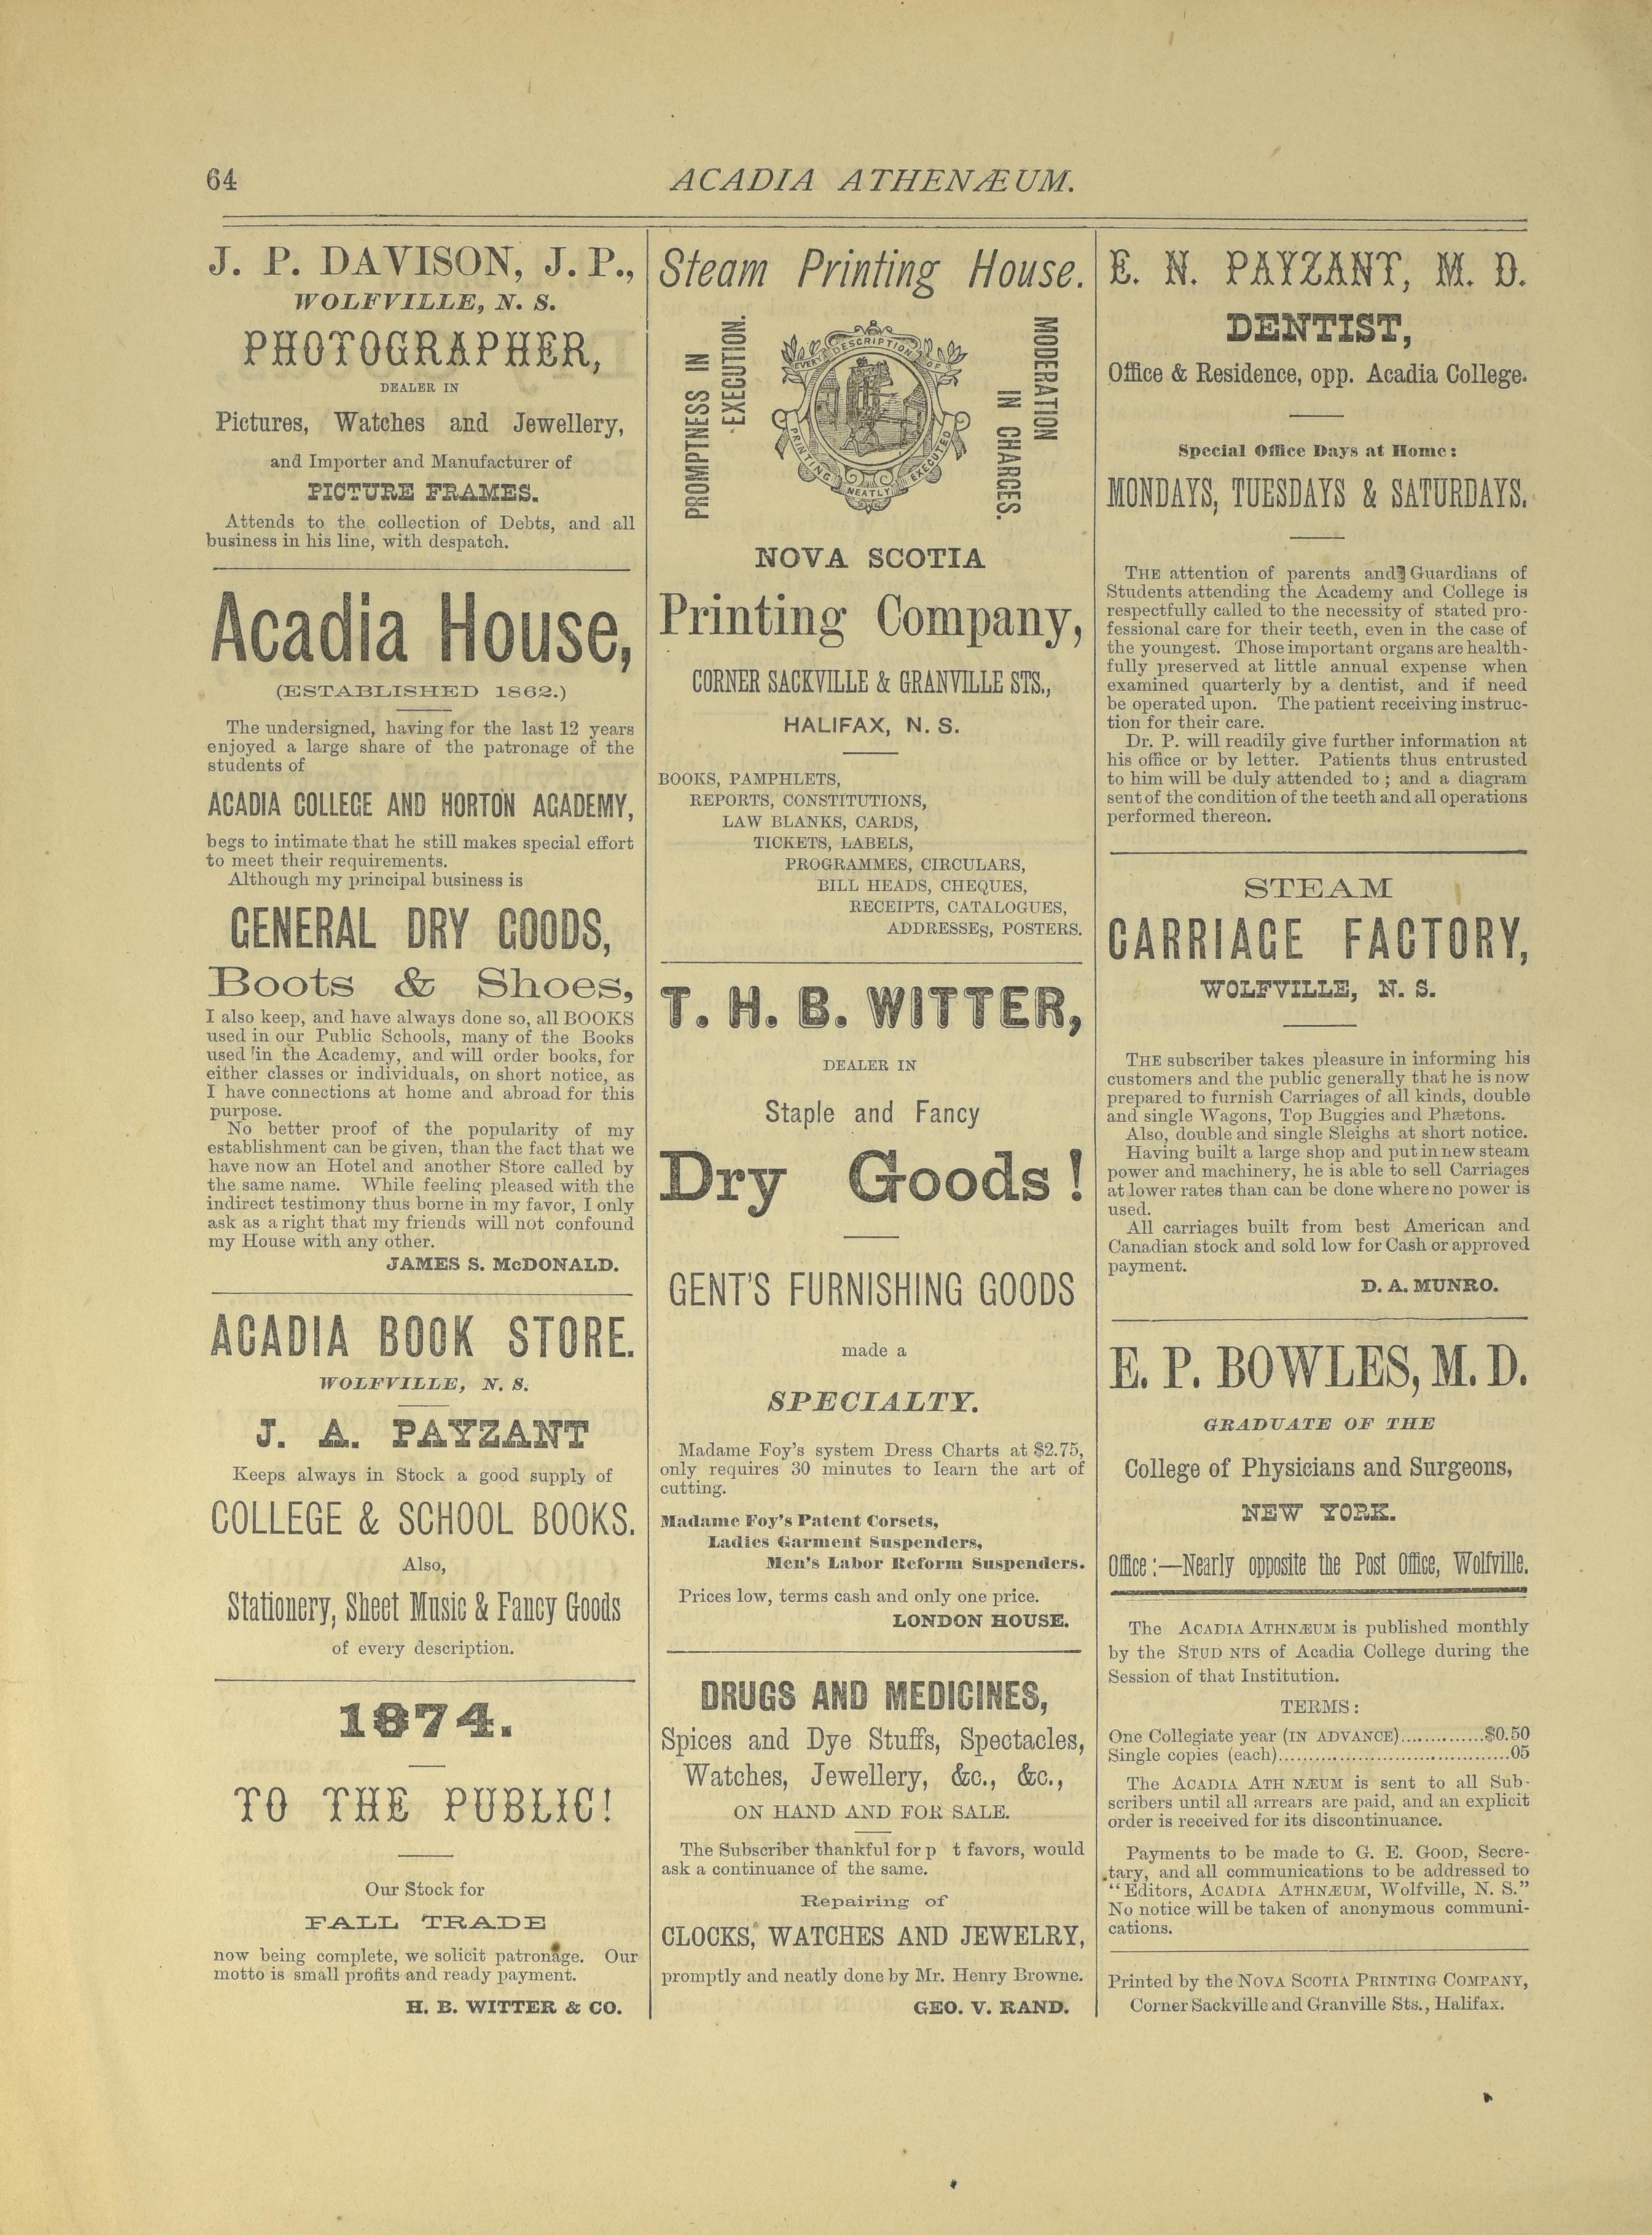 64
ACADIA ATHENÆUM.
J. P. DAVISON, J. P.,
WOLFVILLE, N. S.
PHOTOGRAPHER,
DEALER IN
Pictures, Watches and Jewellery,
and Importer and Manufacturer of
PICTURE FRAMES.
Attends to the collection of Debts, and all
business in his line, with despatch.
Acadia House,
(ESTABLISHED 1862.)
The undersigned, having for the last 12 years
enjoyed a large share of the patronage of the
students of
ACADIA COLLEGE AND HORTON ACADEMY,
begs to intimate that he still makes special effort
to meet their requirements.
Although my principal business is
GENERAL DRY GOODS,
Boots & Shoes,
I also keep, and have always done so, all BOOKS
used in our Public Schools, many of the Books
used in the Academy, and will order books, for
either classes or individuals, on short notice, as
I have connections at home and abroad for this
purpose.
No better proof of the popularity of my
establishment can be given, than the fact that we
have now an Hotel and another Store called by
the same name. While feeling pleased with the
indirect testimony thus borne in my favor, I only
ask as a right that my friends will not confound
my House with any other.
JAMES S. McDONALD.
ACADIA BOOK STORE.
WOLFVILLE, N. S.
J. A. PAYZANT
Keeps always in Stock a good supply of
COLLEGE & SCHOOL BOOKS.
Also,
Stationery, Sheet Music & Fancy Goods
of every description.
1874.
TO THE PUBLIC!
Our Stock for
FALL TRADE
now being complete, we solicit patronage. Our
motto is small profits and ready payment.
H. B. WITTER & CO.
Steam Printing House.
PROMPTNESS IN
EXECUTION.
EVERY DESCRIPTION OF
PRINTING NEATLY EXECUTED
MODERATION
IN CHARGES.
NOVA SCOTIA
Printing Company,
CORNER SACKVILLE & GRANVILLE STS.,
HALIFAX, N. S.
BOOKS, PAMPHLETS,
REPORTS, CONSTITUTIONS,
LAW BLANKS, CARDS,
TICKETS, LABELS,
PROGRAMMES, CIRCULARS,
BILL HEADS, CHEQUES,
RECEIPTS, CATALOGUES,
ADDRESSEs, POSTERS.
T. H. B. WITTER,
DEALER IN
Staple and Fancy
Dry Goods!
GENT'S FURNISHING GOODS
made a
SPECIALTY.
Madame Foy's system Dress Charts at $2.75,
only requires 30 minutes to learn the art of
cutting.
Madame Foy's Patent Corsets,
Ladies Garment Suspenders,
Men's Labor Reform Suspenders.
Prices low, terms cash and only one price.
LONDON HOUSE.
DRUGS AND MEDICINES,
Spices and Dye Stuffs, Spectacles,
Watches, Jewellery, &c., &c.,
ON HAND AND FOR SALE.
The Subscriber thankful for p t favors, would
ask a continuance of the same.
Repairing of
CLOCKS, WATCHES AND JEWELRY,
promptly and neatly done by Mr. Henry Browne.
GEO. V. RAND.
E. N. PAYZANT, M. D.
DENTIST,
Office & Residence, opp. Acadia College.
Special Office Days at Home:
MONDAYS, TUESDAYS & SATURDAYS.
THE attention of parents and Guardians of
Students attending the Academy and College is
respectfully called to the necessity of stated pro-
fessional care for their teeth, even in the case of
the youngest. Those important organs are health-
fully preserved at little annual expense when
examined quarterly by a dentist, and if need
be operated upon. The patient receiving instruc-
tion for their care.
Dr. P. will readily give further information at
his office or by letter. Patients thus entrusted
to him will be duly attended to; and a diagram
sent of the condition of the teeth and all operations
performed thereon.
STEAM
CARRIAGE FACTORY,
WOLFVILLE, N. S.
THE subscriber takes pleasure in informing his
customers and the public generally that he is now
prepared to furnish Carriages of all kinds, double
and single Wagons, Top Buggies and Phætons.
Also, double and single Sleighs at short notice.
Having built a large shop and put in new steam
power and machinery, he is able to sell Carriages
at lower rates than can be done where no power is
used.
All carriages built from best American and
Canadian stock and sold low for Cash or approved
payment.
D. A. MUNRO.
E. P. BOWLES, M. D.
GRADUATE OF THE
College of Physicians and Surgeons,
NEW YORK.
Office:—Nearly opposite the Post Office, Wolfville.
The ACADIA ATHNÆUM is published monthly
by the STUD NTS of Acadia College during the
Session of that Institution.
TERMS:
One Collegiate year (IN ADVANCE)..............$0.50
Single copies (each).......................................05
The ACADIA ATH NÆUM is sent to all Sub-
scribers until all arrears are paid, and an explicit
order is received for its discontinuance.
Payments to be made to G. E. GOOD, Secre-
tary, and all communications to be addressed to
"Editors, ACADIA ATHNÆUM, Wolfville, N. S."
No notice will be taken of anonymous communi-
cations.
Printed by the NOVA SCOTIA PRINTING COMPANY,
Corner Sackville and Granville Sts., Halifax.